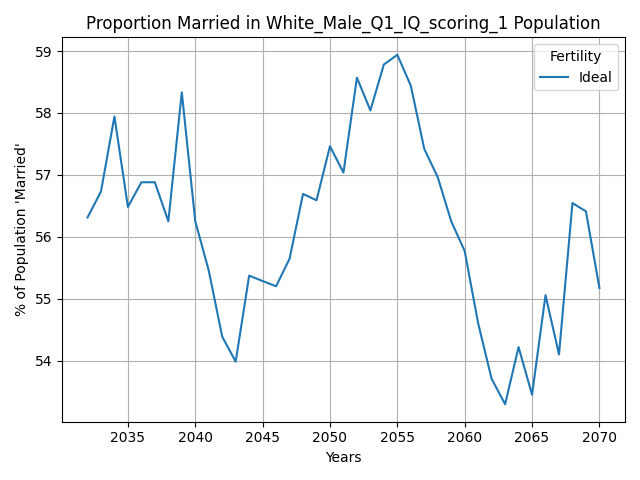 Proportion Married in White_Male_Q1_IQ_scoring_1 Population
Fertility
Ideal
59
58
57
56
55
54
% of Population 'Married'
2035 2040 2045 2050 2055 2060 2065 2070
Years